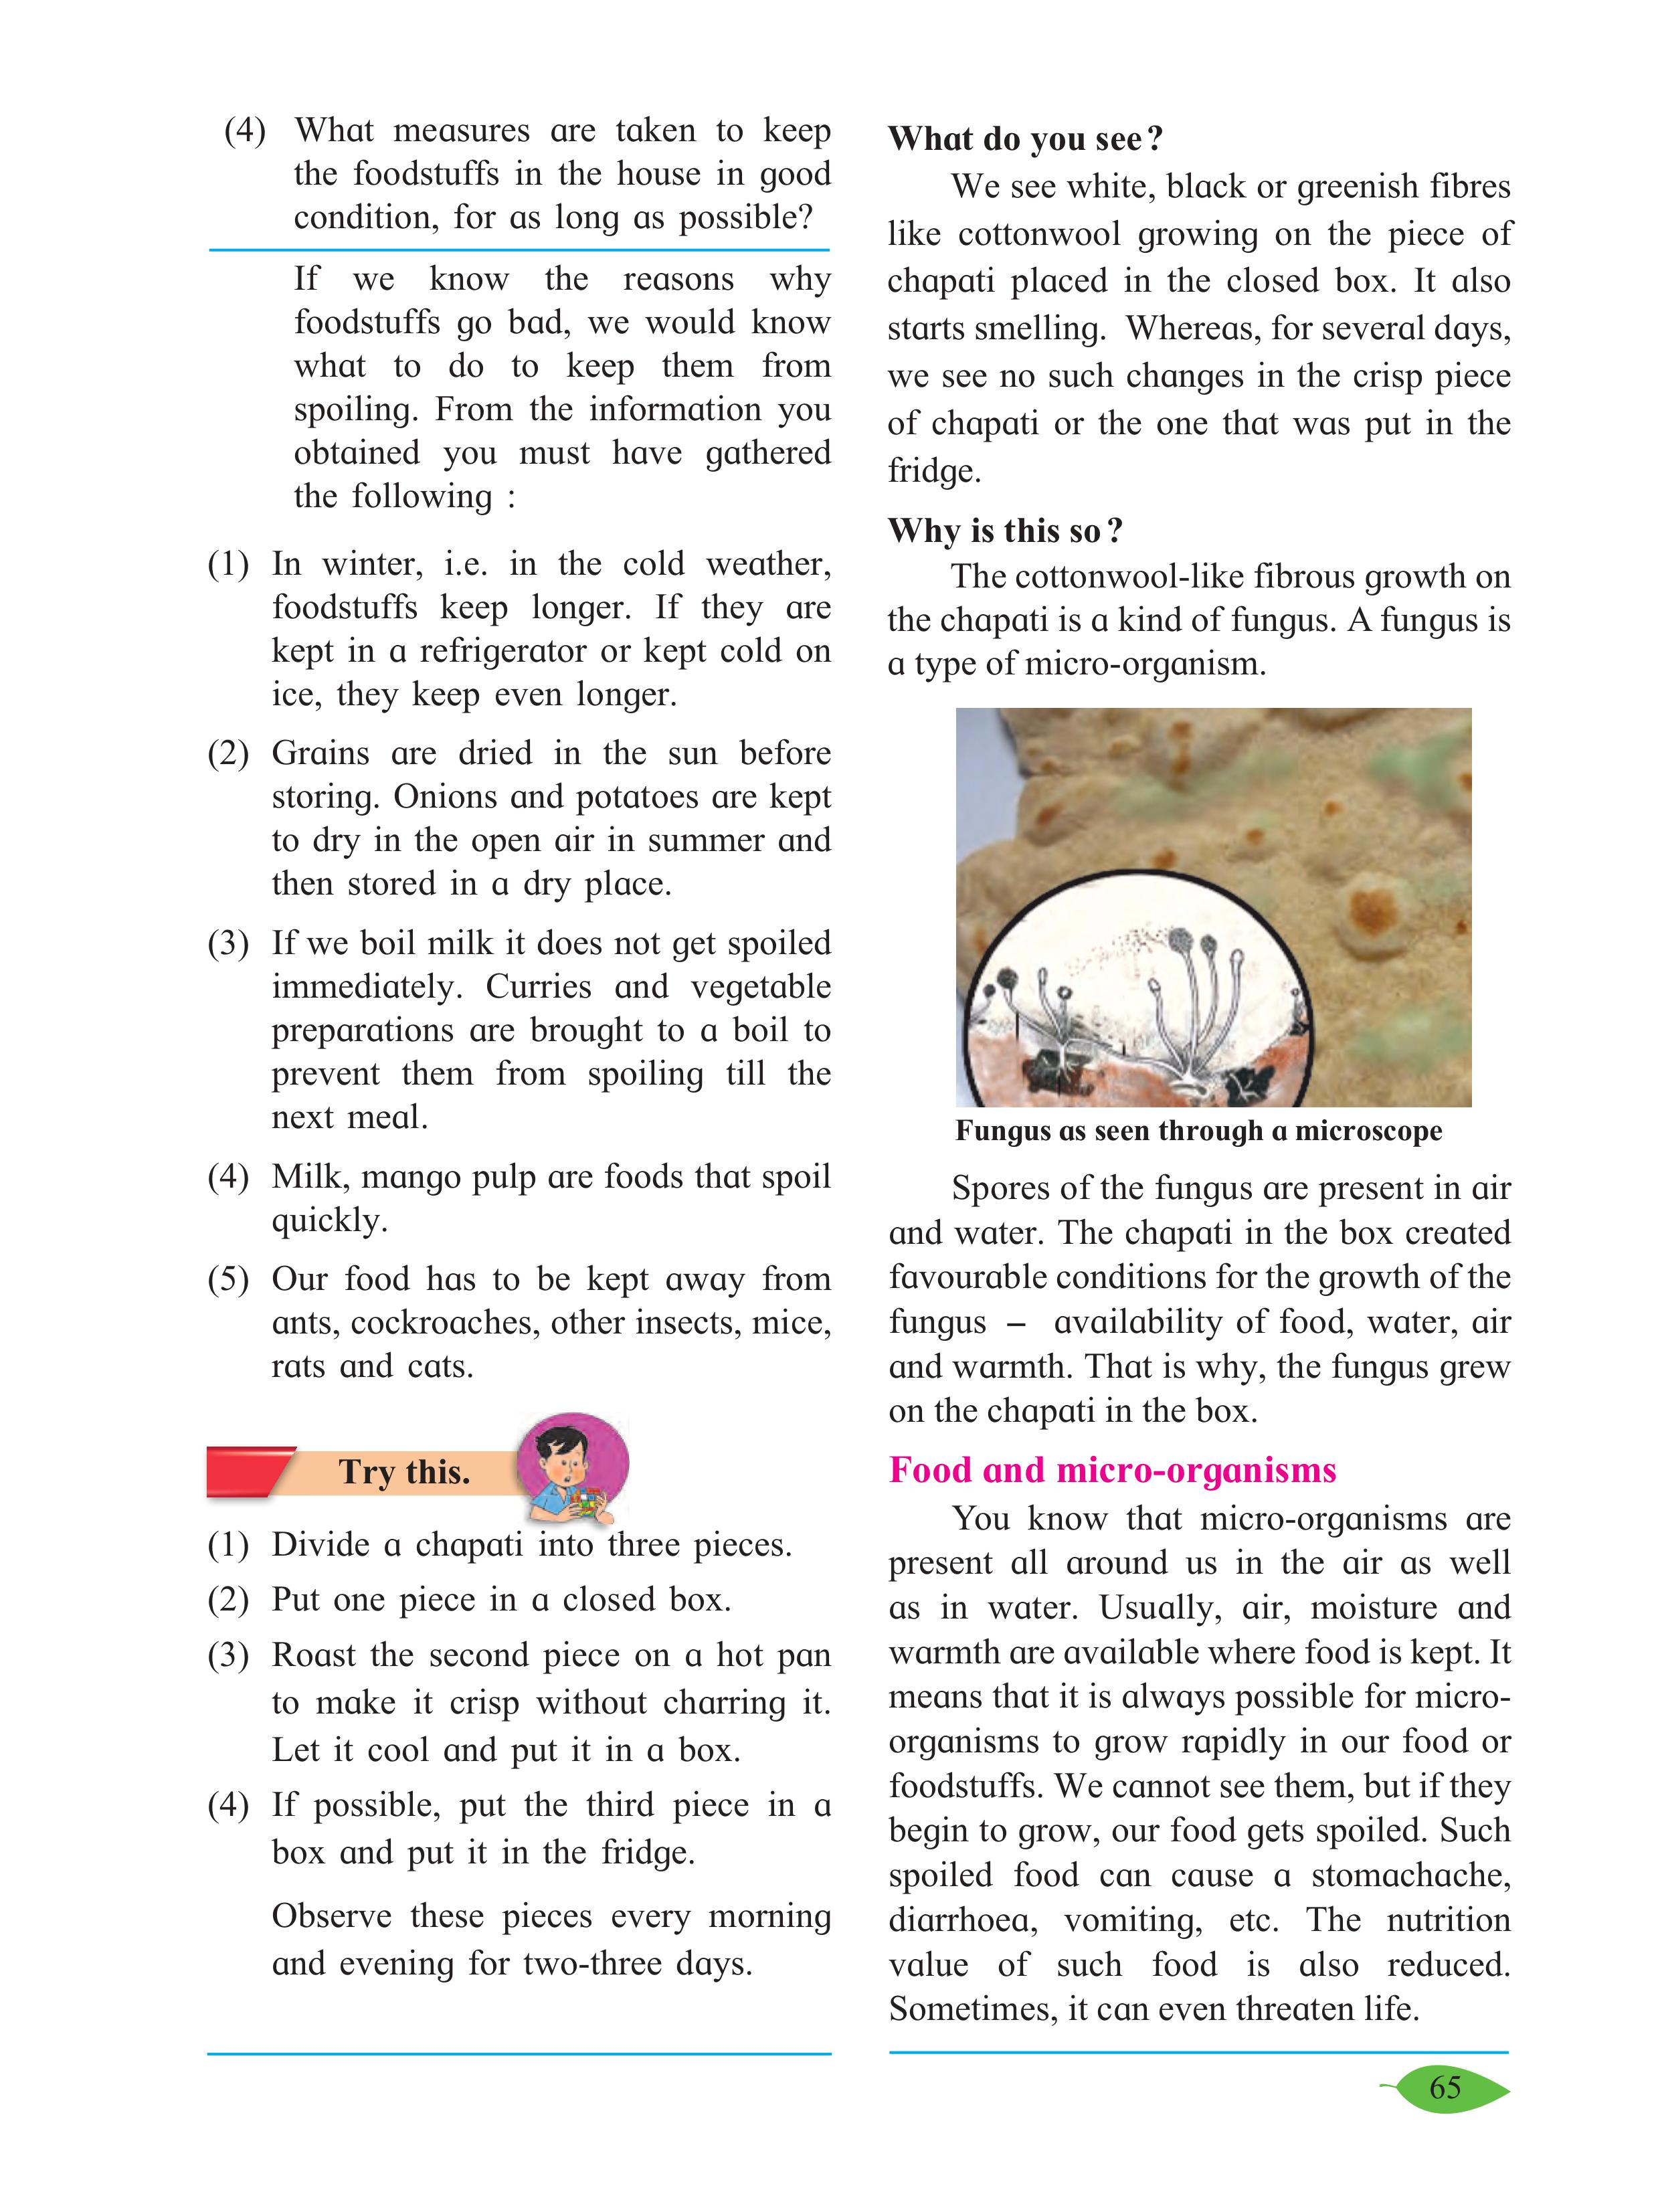 (4) What measures are taken to keep
the foodstuffs in the house in good
condition, for as long as possible?
If we know the reasons why
foodstuffs go bad, we would know
what to do to keep them from
spoiling. From the information you
obtained you must have gathered
the following :
(1) In winter, i.e. in the cold weather,
foodstuffs keep longer. If they are
kept in a refrigerator or kept cold on
ice, they keep even longer.
(2) Grains are dried in the sun before
storing. Onions and potatoes are kept
to dry in the open air in summer and
then stored in a dry place.
(3) If we boil milk it does not get spoiled
immediately. Curries and vegetable
preparations are brought to a boil to
prevent them from spoiling till the
next meal.
(4) Milk, mango pulp are foods that spoil
quickly.
(5) Our food has to be kept away from
ants, cockroaches, other insects, mice,
rats and cats.
Try this.
(1) Divide a chapati into three pieces.
(2) Put one piece in a closed box.
(3) Roast the second piece on a hot pan
to make it crisp without charring it.
Let it cool and put it in a box.
(4) If possible, put the third piece in a
box and put it in the fridge.
Observe these pieces every morning
and evening for two-three days.
What do you see?
We see white, black or greenish fibres
like cottonwool growing on the piece of
chapati placed in the closed box. It also
starts smelling. Whereas, for several days,
we see no such changes in the crisp piece
of chapati or the one that was put in the
fridge.
Why is this so?
The cottonwool-like fibrous growth on
the chapati is a kind of fungus. A fungus is
a type of micro-organism.
Fungus as seen through a microscope
Spores of the fungus are present in air
and water. The chapati in the box created
favourable conditions for the growth of the
fungus – availability of food, water, air
and warmth. That is why, the fungus grew
on the chapati in the box.
Food and micro-organisms
You know that micro-organisms are
present all around us in the air as well
as in water. Usually, air, moisture and
warmth are available where food is kept. It
means that it is always possible for micro-
organisms to grow rapidly in our food or
foodstuffs. We cannot see them, but if they
begin to grow, our food gets spoiled. Such
spoiled food can cause a stomachache,
diarrhoea, vomiting, etc. The nutrition
value of such food is also reduced.
Sometimes, it can even threaten life.
65